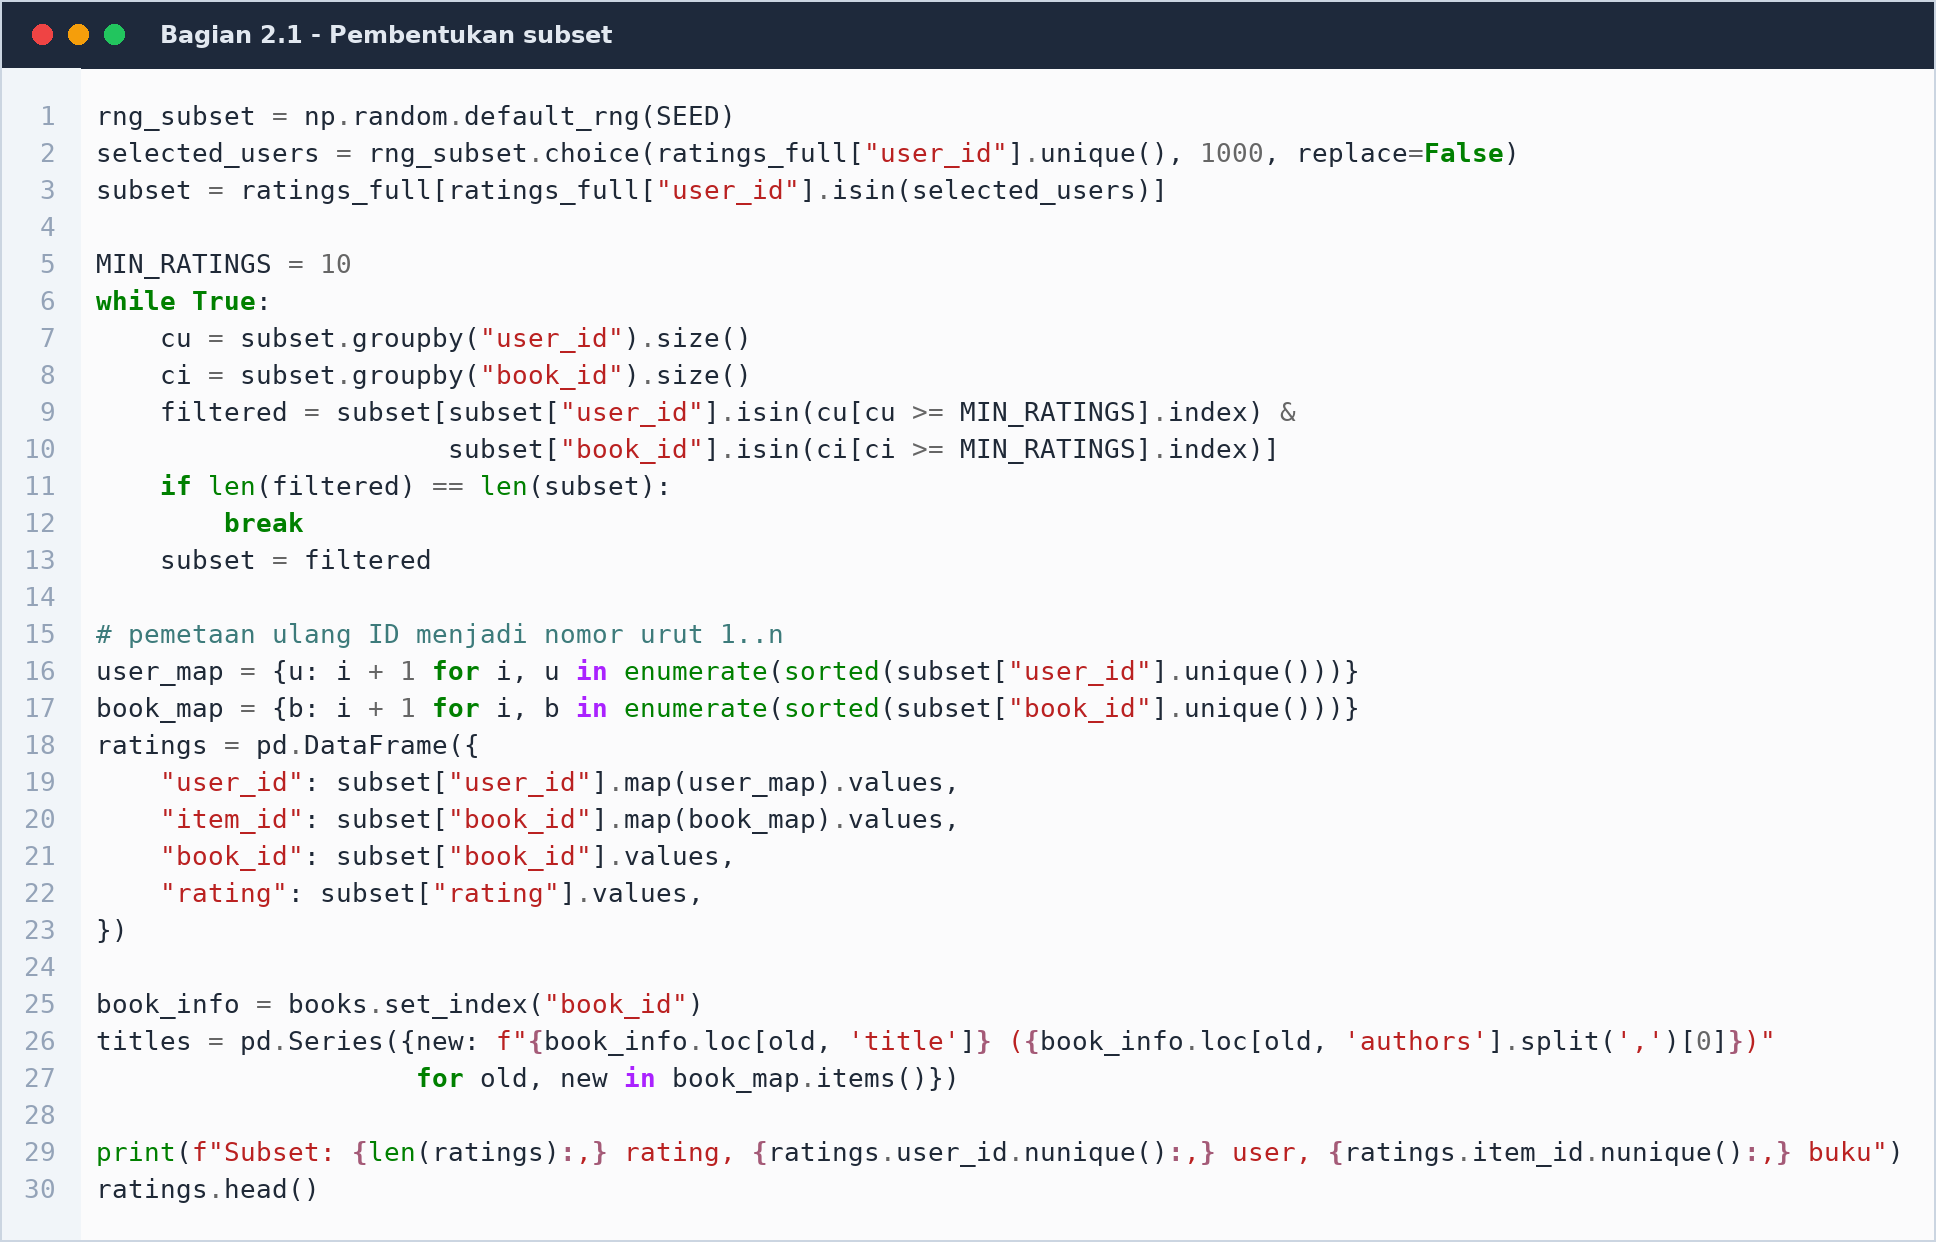 Bagian 2.1 - Pembentukan subset
1 rng_subset = np.random.default_rng(SEED)
2 selected_users = rng_subset.choice(ratings_full["user_id"].unique(), 1000, replace=False)
3 subset = ratings_full[ratings_full["user_id"].isin(selected_users)]
4
5 MIN_RATINGS = 10
6 while True:
7     cu = subset.groupby("user_id").size()
8     ci = subset.groupby("book_id").size()
9     filtered = subset[subset["user_id"].isin(cu[cu >= MIN_RATINGS].index) &
10                       subset["book_id"].isin(ci[ci >= MIN_RATINGS].index)]
11     if len(filtered) == len(subset):
12         break
13     subset = filtered
14
15 # pemetaan ulang ID menjadi nomor urut 1..n
16 user_map = {u: i + 1 for i, u in enumerate(sorted(subset["user_id"].unique()))}
17 book_map = {b: i + 1 for i, b in enumerate(sorted(subset["book_id"].unique()))}
18 ratings = pd.DataFrame({
19     "user_id": subset["user_id"].map(user_map).values,
20     "item_id": subset["book_id"].map(book_map).values,
21     "book_id": subset["book_id"].values,
22     "rating": subset["rating"].values,
23 })
24
25 book_info = books.set_index("book_id")
26 titles = pd.Series({new: f"{book_info.loc[old, 'title']} ({book_info.loc[old, 'authors'].split(',')[0]})"
27                     for old, new in book_map.items()})
28
29 print(f"Subset: {len(ratings):,} rating, {ratings.user_id.nunique():,} user, {ratings.item_id.nunique():,} buku")
30 ratings.head()